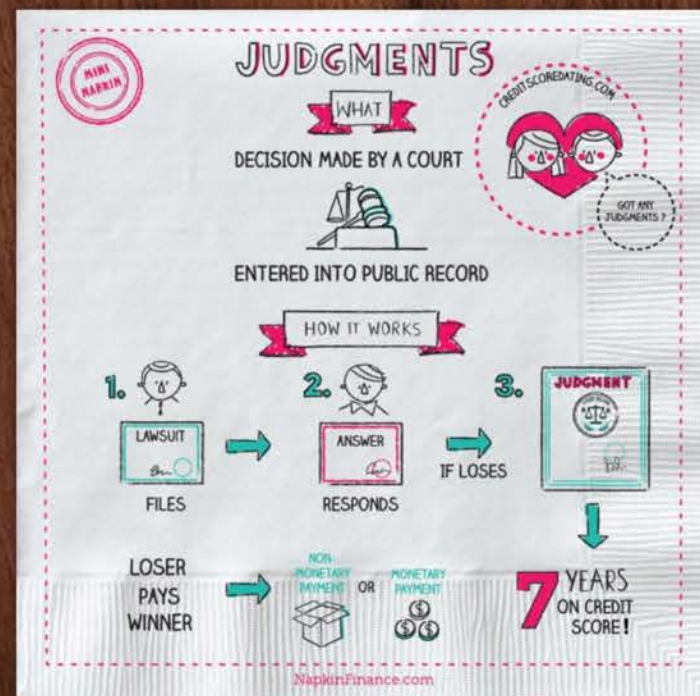 MINI
NAPKIN
JUDGMENTS
WHAT
DECISION MADE BY A COURT
ENTERED INTO PUBLIC RECORD
CREDITSCOREDATING.COM
GOT ANY
JUDGMENTS ?
HOW IT WORKS
1.
LAWSUIT
FILES
2.
ANSWER
RESPONDS
IF LOSES
3.
JUDGMENT
LOSER
PAYS
WINNER
NON-
MONETARY
PAYMENT
OR
MONETARY
PAYMENT
7 YEARS
ON CREDIT
SCORE!
NapkinFinance.com